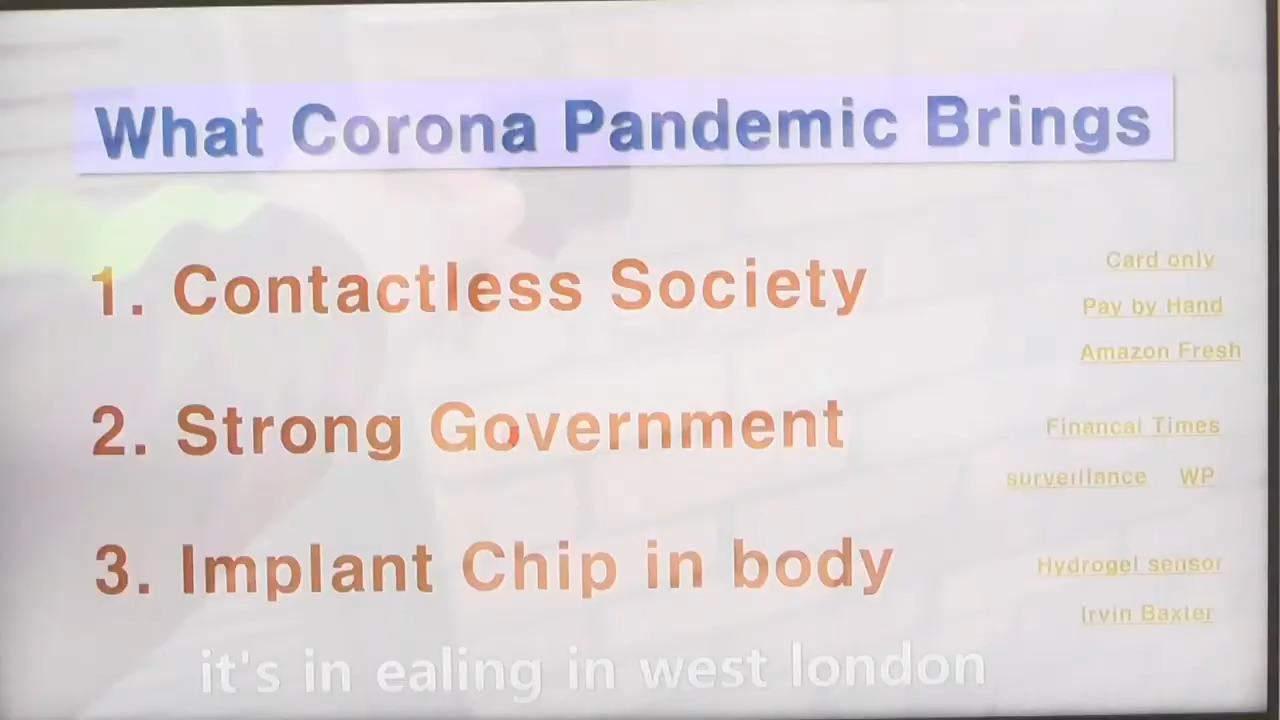 What Corona Pandemic Brings
1. Contactless Society
Card only
Pay by Hand
Amazon Fresh
2. Strong Government
Financal Times
surveillance WP
3. Implant Chip in body
Hydrogel sensor
Irvin Baxter
it's in ealing in west london